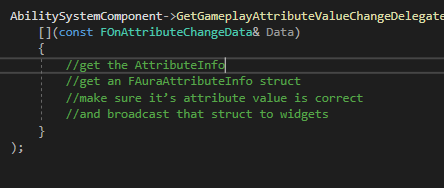 AbilitySystemComponent->GetGameplayAttributeValueChangeDelegate
[](const FOnAttributeChangeData& Data)
{
//get the AttributeInfo
//get an FAuraAttributeInfo struct
//make sure it’s attribute value is correct
//and broadcast that struct to widgets
}
);